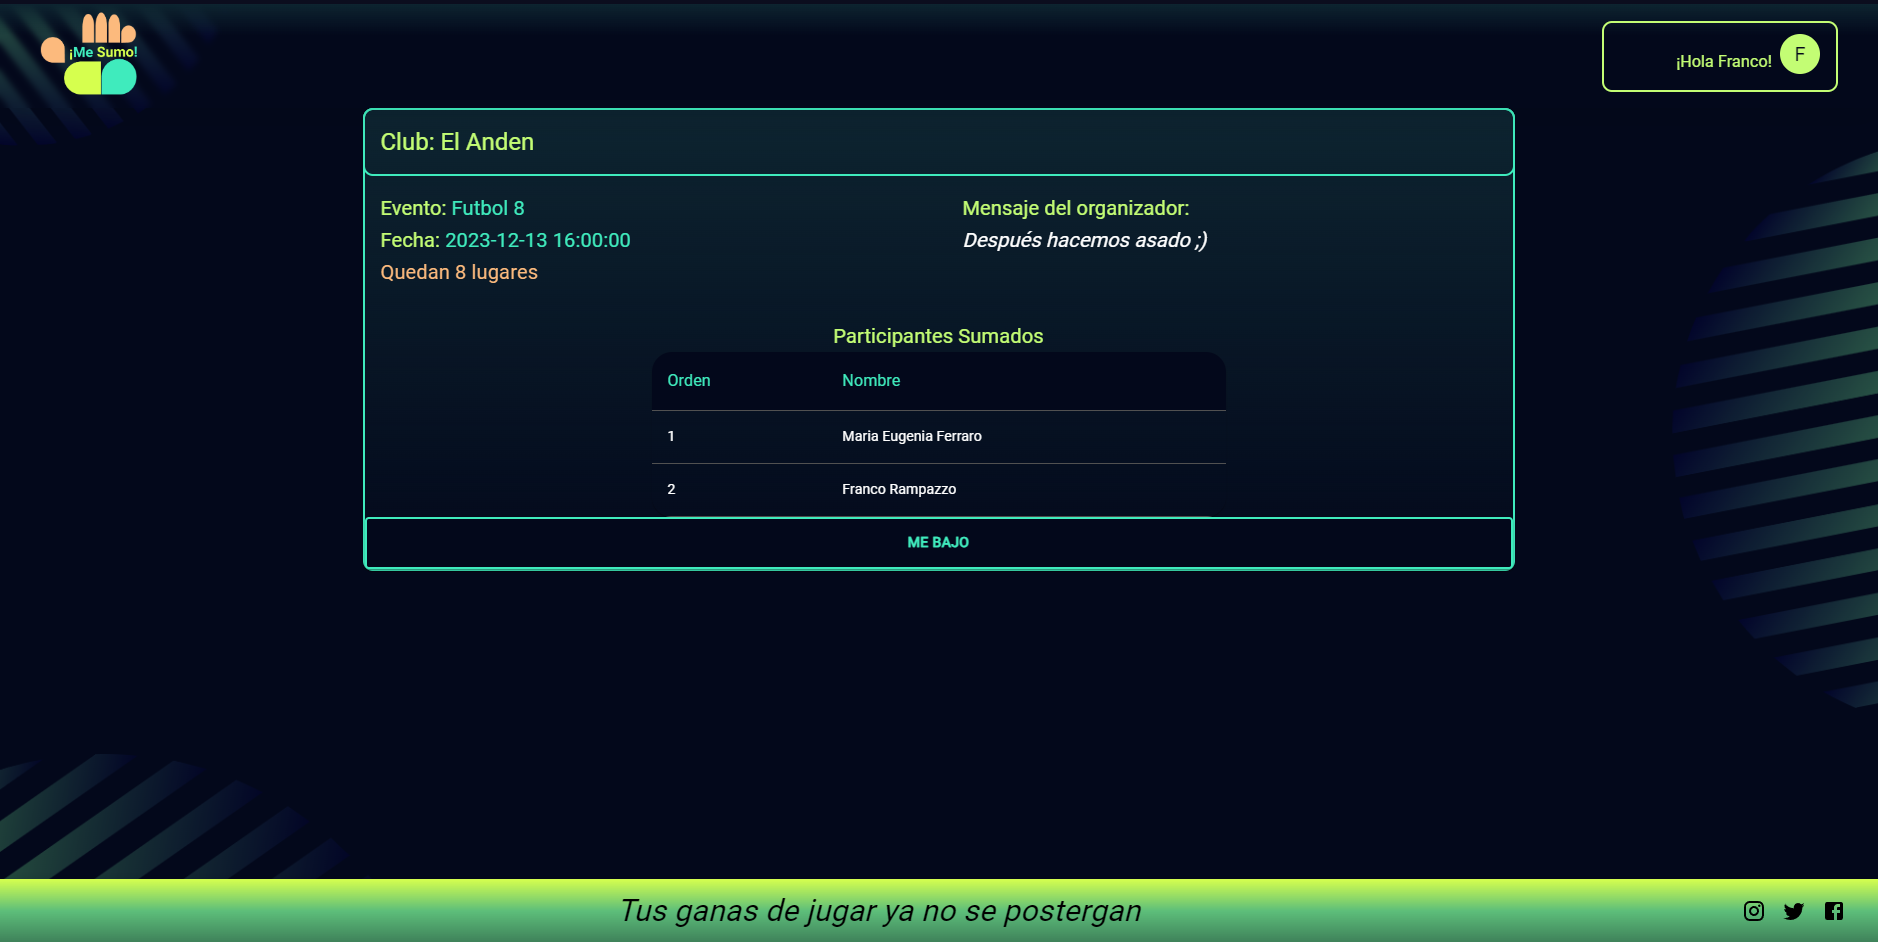 ¡Me Sumo!
¡Hola Franco! F
Club: El Anden
Evento: Futbol 8
Fecha: 2023-12-13 16:00:00
Quedan 8 lugares
Mensaje del organizador:
Después hacemos asado ;)
Participantes Sumados
Orden Nombre
1 Maria Eugenia Ferraro
2 Franco Rampazzo
ME BAJO
Tus ganas de jugar ya no se postergan